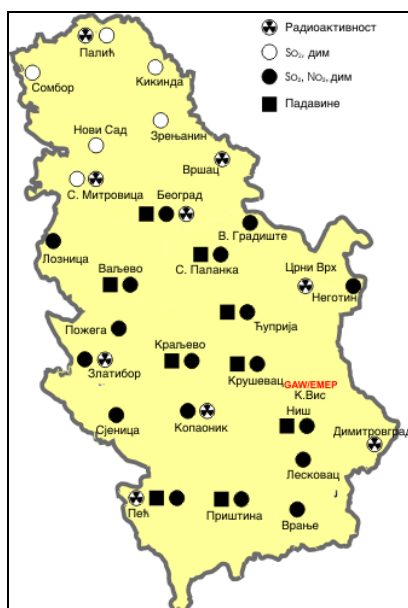 Радиоактивност
SO₂, дим
SO₂, NO₂, дим
Падавине
Палић
Кикинда
Сомбор
Нови Сад
Зрењанин
Вршац
С. Митровица
Београд
В. Градиште
Лозница
С. Паланка
Ваљево
Црни Врх
Неготин
Ћуприја
Пожега
Краљево
Златибор
Крушевац
GAW/EMEP
К.Вис
Ниш
Сјеница
Копаоник
Димитровград
Лесковац
Пећ
Приштина
Врање